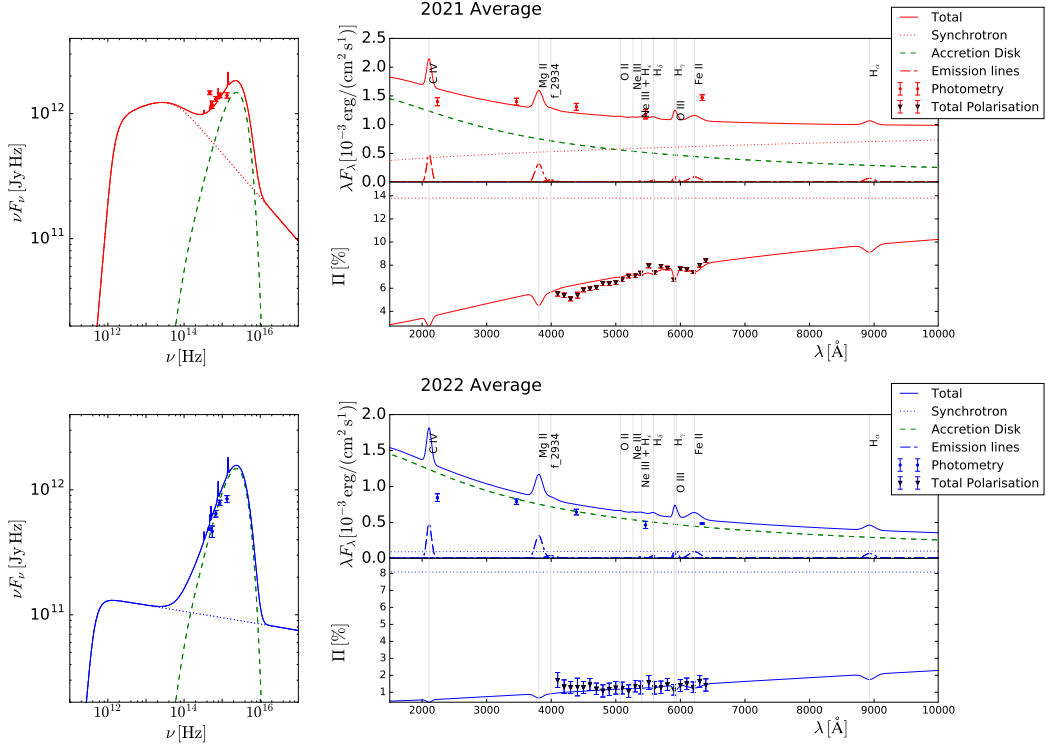 2021 Average
Total
Synchrotron
Accretion Disk
Emission lines
Photometry
Total Polarisation
10^12
10^11
νF_ν [Jy Hz]
10^12 10^14 10^16
ν [Hz]
2.5
2.0
1.5
1.0
0.5
0.0
λF_λ [10^−3 erg/(cm^2 s^1)]
C IV
Mg II
f_2934
O II
Ne III
Ne III + H_ε
H_δ
H_γ
O III
Fe II
H_α
14
12
10
8
6
4
Π [%]
2000 3000 4000 5000 6000 7000 8000 9000 10000
λ [Å]
2022 Average
Total
Synchrotron
Accretion Disk
Emission lines
Photometry
Total Polarisation
10^12
10^11
νF_ν [Jy Hz]
10^12 10^14 10^16
ν [Hz]
2.0
1.5
1.0
0.5
0.0
λF_λ [10^−3 erg/(cm^2 s^1)]
C IV
Mg II
f_2934
O II
Ne III
Ne III + H_ε
H_δ
H_γ
O III
Fe II
H_α
8
7
6
5
4
3
2
1
Π [%]
2000 3000 4000 5000 6000 7000 8000 9000 10000
λ [Å]